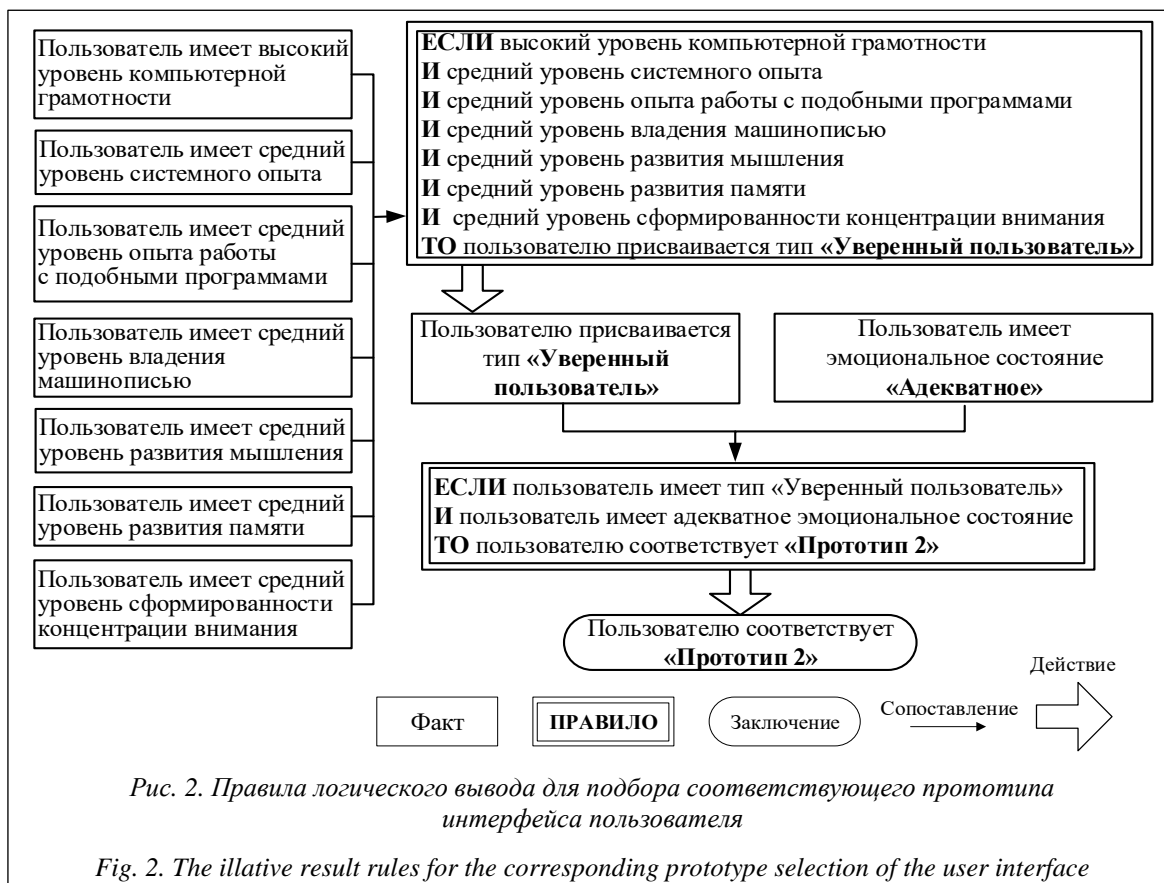 Пользователь имеет высокий
уровень компьютерной
грамотности
Пользователь имеет средний
уровень системного опыта
Пользователь имеет средний
уровень опыта работы
с подобными программами
Пользователь имеет средний
уровень владения
машинописью
Пользователь имеет средний
уровень развития мышления
Пользователь имеет средний
уровень развития памяти
Пользователь имеет средний
уровень сформированности
концентрации внимания
ЕСЛИ высокий уровень компьютерной грамотности
И средний уровень системного опыта
И средний уровень опыта работы с подобными программами
И средний уровень владения машинописью
И средний уровень развития мышления
И средний уровень развития памяти
И средний уровень сформированности концентрации внимания
ТО пользователю присваивается тип «Уверенный пользователь»
Пользователю присваивается
тип «Уверенный
пользователь»
Пользователь имеет
эмоциональное состояние
«Адекватное»
ЕСЛИ пользователь имеет тип «Уверенный пользователь»
И пользователь имеет адекватное эмоциональное состояние
ТО пользователю соответствует «Прототип 2»
Пользователю соответствует
«Прототип 2»
Факт
ПРАВИЛО
Заключение
Сопоставление
Действие
Рис. 2. Правила логического вывода для подбора соответствующего прототипа
интерфейса пользователя
Fig. 2. The illative result rules for the corresponding prototype selection of the user interface